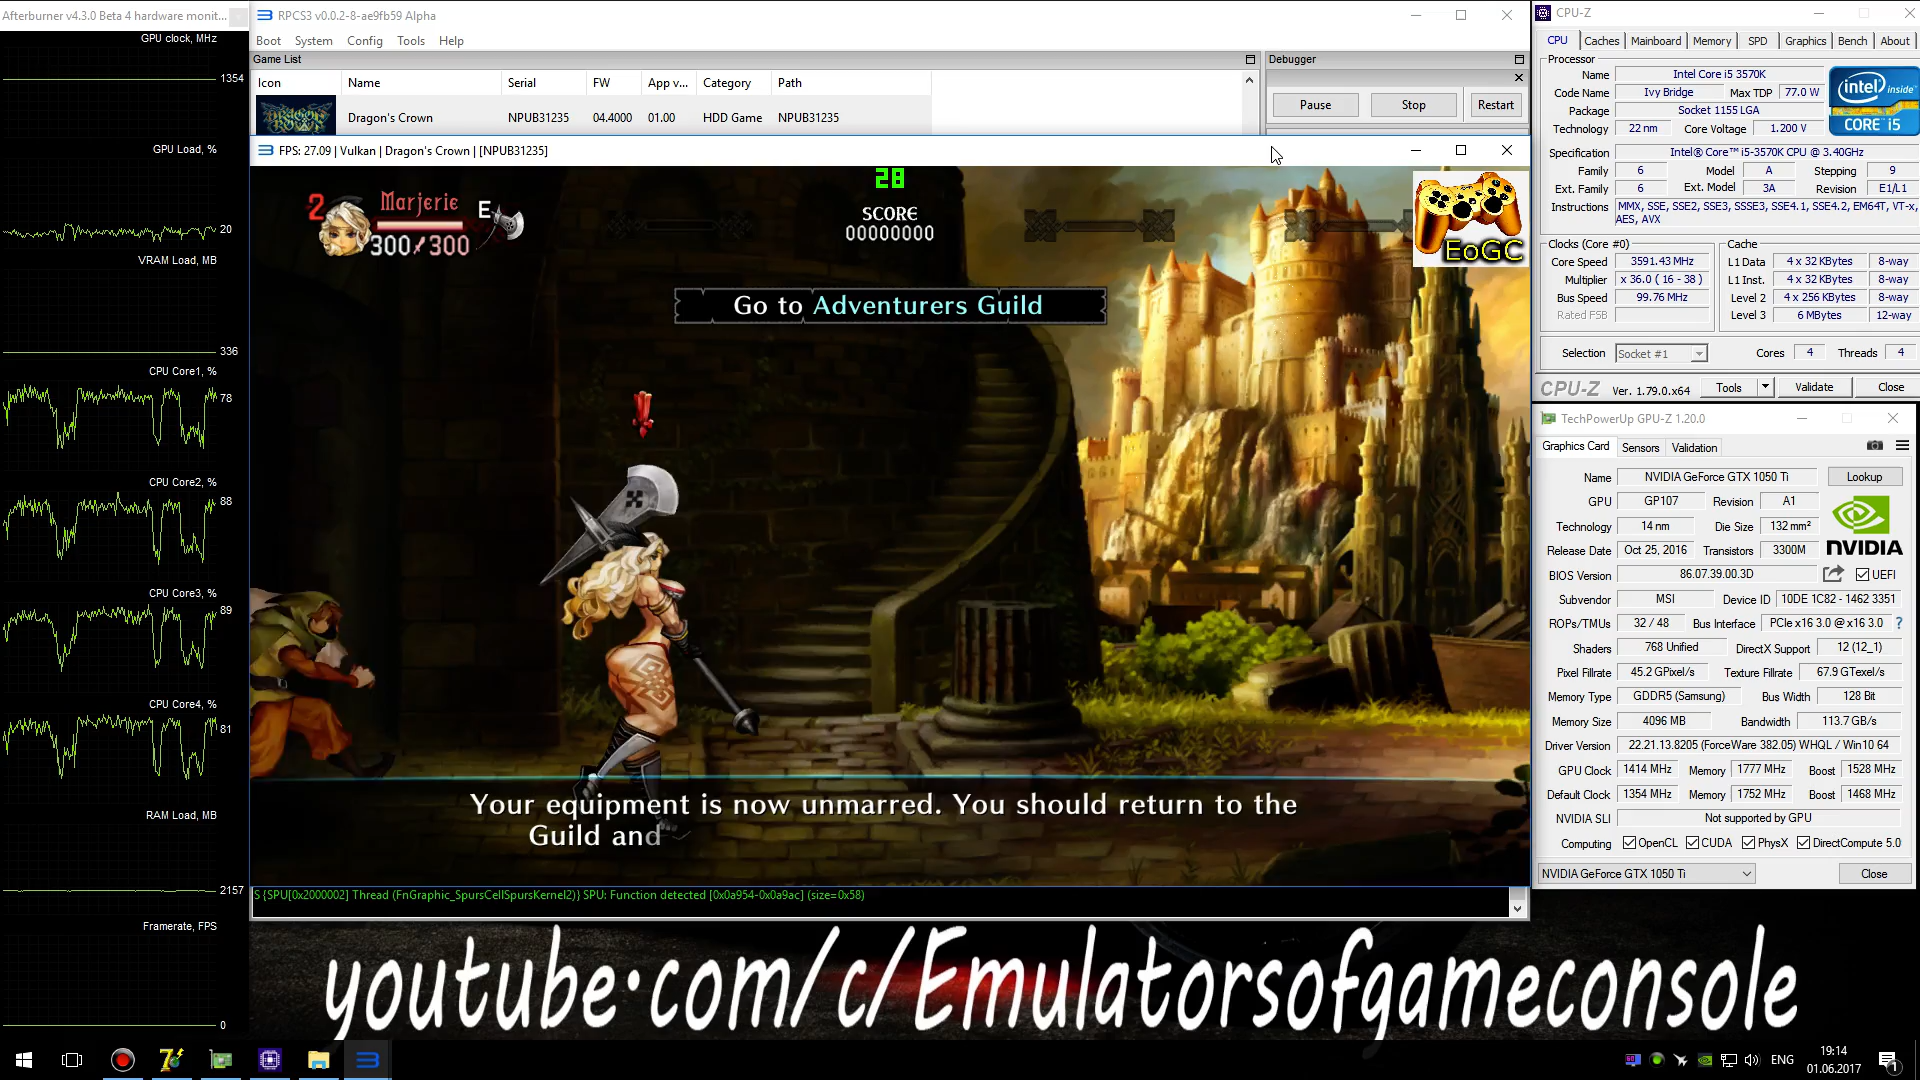 Afterburner v4.3.0 Beta 4 hardware monit...
GPU clock, MHz
1354
GPU Load, %
20
VRAM Load, MB
336
CPU Core1, %
78
CPU Core2, %
88
CPU Core3, %
89
CPU Core4, %
81
RAM Load, MB
2157
Framerate, FPS
0
RPCS3 v0.0.2-8-ae9fb59 Alpha
Boot System Config Tools Help
Game List
Icon Name Serial FW App v... Category Path
DRAGON'S CROWN
Dragon's Crown NPUB31235 04.4000 01.00 HDD Game NPUB31235
Debugger
Pause Stop Restart
FPS: 27.09 | Vulkan | Dragon's Crown | [NPUB31235]
28
2 Marjerie E
300/300
SCORE
00000000
EoGC
Go to Adventurers Guild
Your equipment is now unmarred. You should return to the
Guild and
S {SPU[0x2000002] Thread (FnGraphic_SpursCellSpursKernel2)} SPU: Function detected [0x0a954-0x0a9ac] (size=0x58)
youtube.com/c/Emulatorsofgameconsole
CPU-Z
CPU Caches Mainboard Memory SPD Graphics Bench About
Processor
Name Intel Core i5 3570K
Code Name Ivy Bridge Max TDP 77.0 W
Package Socket 1155 LGA
Technology 22 nm Core Voltage 1.200 V
intel inside™
CORE i5
Specification Intel® Core™ i5-3570K CPU @ 3.40GHz
Family 6 Model A Stepping 9
Ext. Family 6 Ext. Model 3A Revision E1/L1
Instructions MMX, SSE, SSE2, SSE3, SSSE3, SSE4.1, SSE4.2, EM64T, VT-x,
AES, AVX
Clocks (Core #0) Cache
Core Speed 3591.43 MHz L1 Data 4 x 32 KBytes 8-way
Multiplier x 36.0 ( 16 - 38 ) L1 Inst. 4 x 32 KBytes 8-way
Bus Speed 99.76 MHz Level 2 4 x 256 KBytes 8-way
Rated FSB Level 3 6 MBytes 12-way
Selection Socket #1 Cores 4 Threads 4
CPU-Z Ver. 1.79.0.x64 Tools Validate Close
TechPowerUp GPU-Z 1.20.0
Graphics Card Sensors Validation
Name NVIDIA GeForce GTX 1050 Ti Lookup
GPU GP107 Revision A1
Technology 14 nm Die Size 132 mm²
Release Date Oct 25, 2016 Transistors 3300M
NVIDIA
BIOS Version 86.07.39.00.3D UEFI
Subvendor MSI Device ID 10DE 1C82 - 1462 3351
ROPs/TMUs 32 / 48 Bus Interface PCIe x16 3.0 @ x16 3.0 ?
Shaders 768 Unified DirectX Support 12 (12_1)
Pixel Fillrate 45.2 GPixel/s Texture Fillrate 67.9 GTexel/s
Memory Type GDDR5 (Samsung) Bus Width 128 Bit
Memory Size 4096 MB Bandwidth 113.7 GB/s
Driver Version 22.21.13.8205 (ForceWare 382.05) WHQL / Win10 64
GPU Clock 1414 MHz Memory 1777 MHz Boost 1528 MHz
Default Clock 1354 MHz Memory 1752 MHz Boost 1468 MHz
NVIDIA SLI Not supported by GPU
Computing OpenCL CUDA PhysX DirectCompute 5.0
NVIDIA GeForce GTX 1050 Ti Close
ENG
19:14
01.06.2017
1